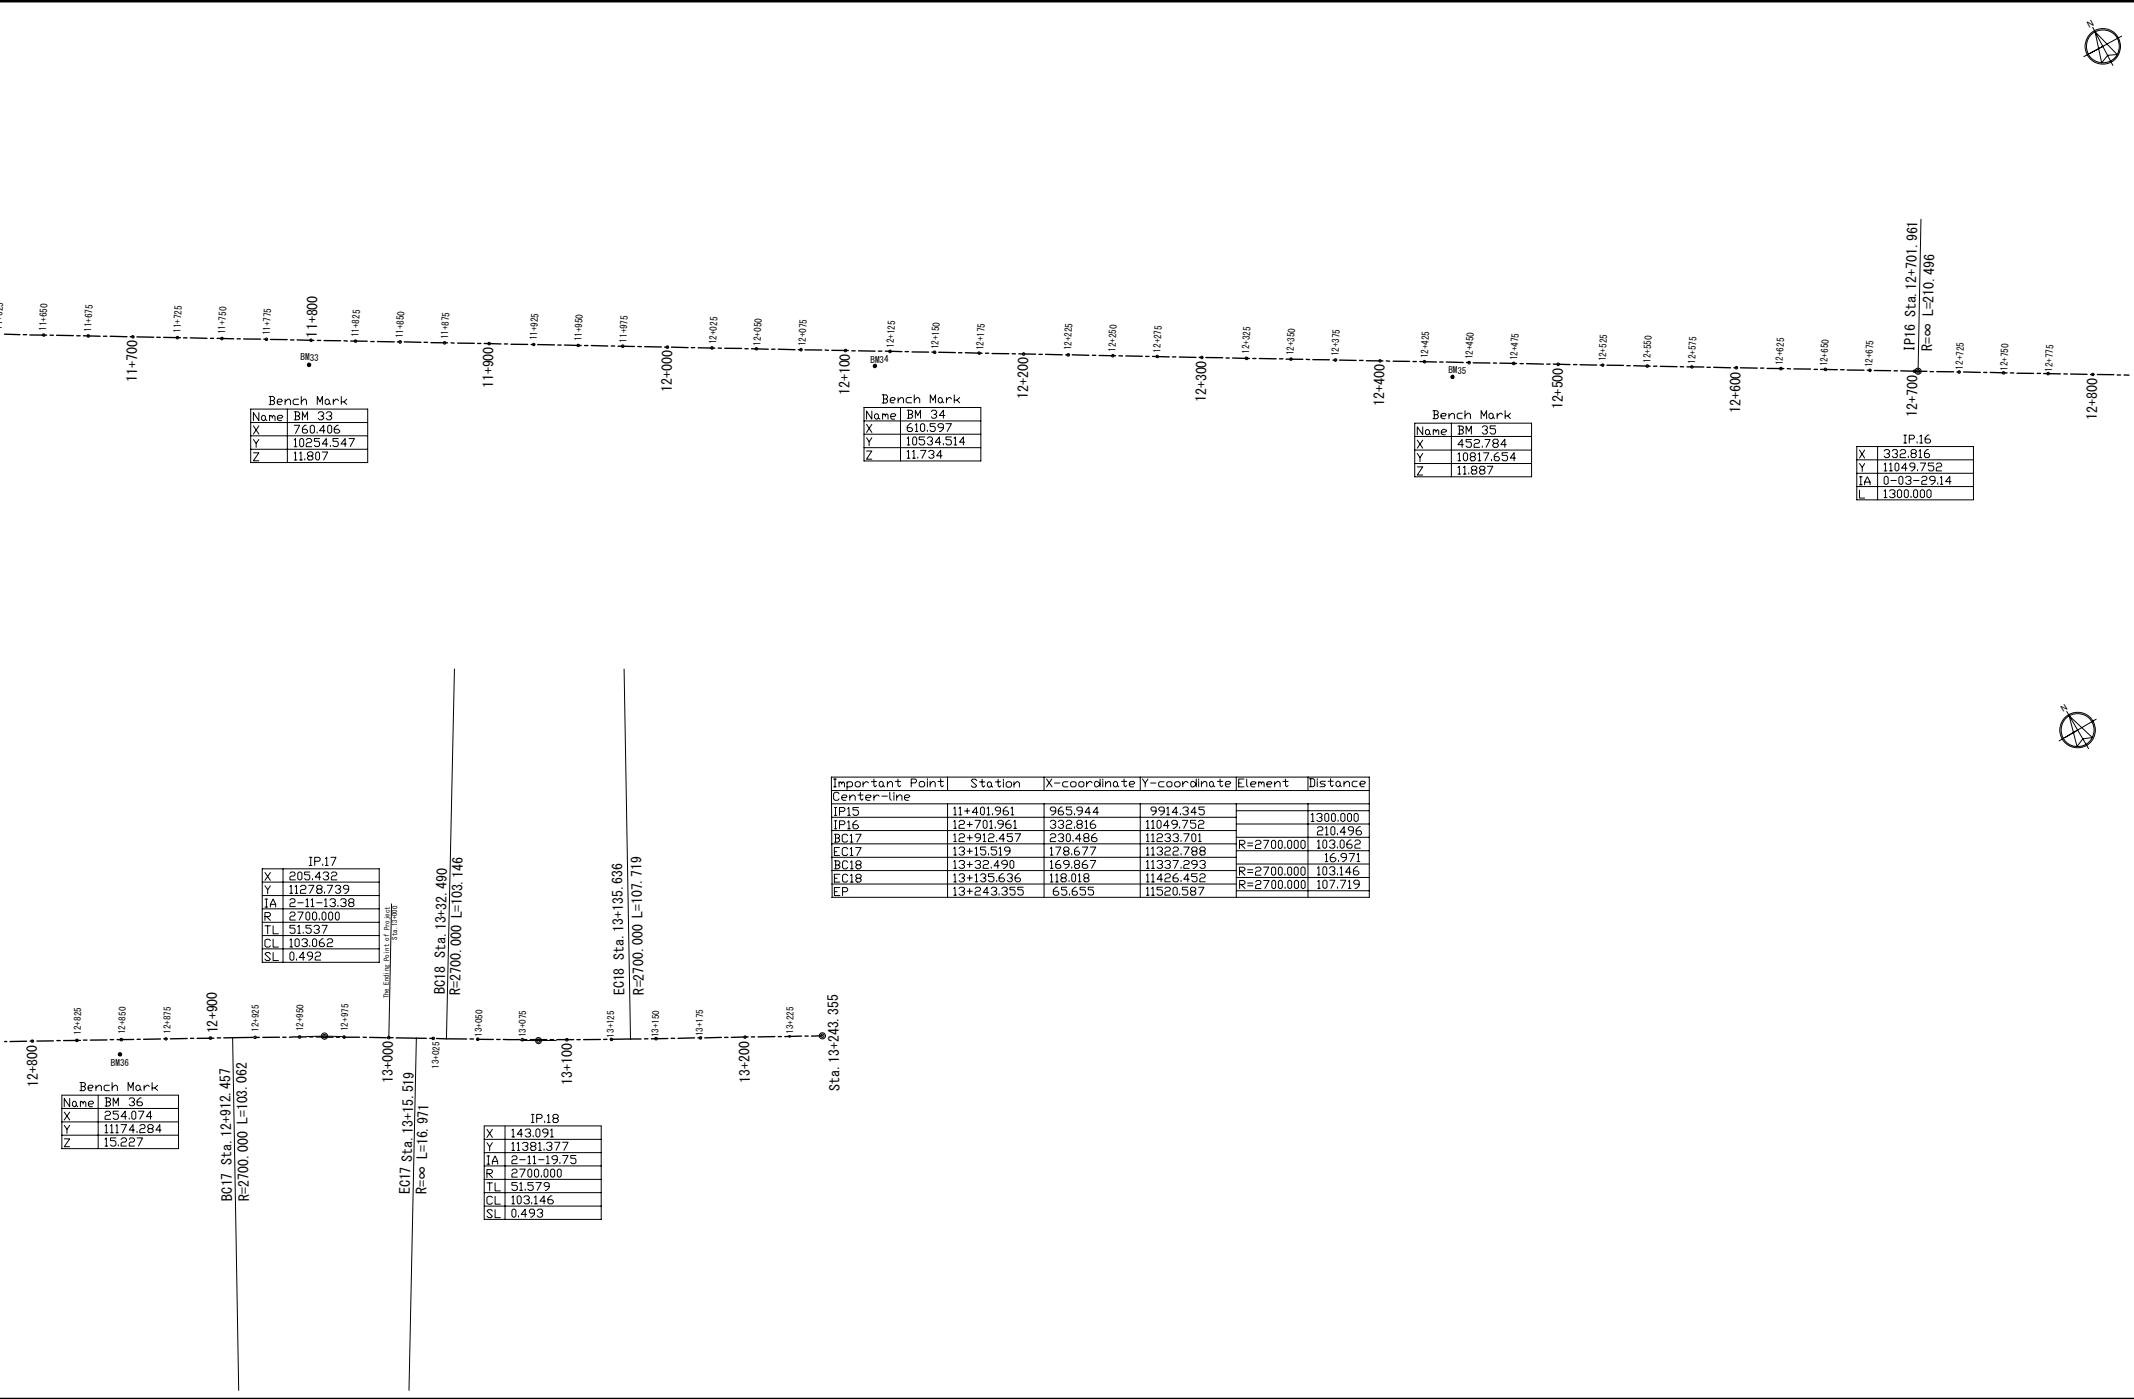 N
11+650
11+675
11+700
11+725
11+750
11+775
11+800
11+825
11+850
11+875
11+900
11+925
11+950
11+975
12+000
12+025
12+050
12+075
12+100
12+125
12+150
12+175
12+200
12+225
12+250
12+275
12+300
12+325
12+350
12+375
12+400
12+425
12+450
12+475
12+500
12+525
12+550
12+575
12+600
12+625
12+650
12+675
12+700
12+725
12+750
12+775
12+800
IP16 Sta. 12+701. 961
R=∞ L=210. 496
BM33
BM34
BM35
Bench Mark
Name BM 33
X 760.406
Y 10254.547
Z 11.807
Bench Mark
Name BM 34
X 610.597
Y 10534.514
Z 11.734
Bench Mark
Name BM 35
X 452.784
Y 10817.654
Z 11.887
IP.16
X 332.816
Y 11049.752
IA 0-03-29.14
L 1300.000
N
Important Point Station X-coordinate Y-coordinate Element Distance
Center-line
IP15 11+401.961 965.944 9914.345
1300.000
IP16 12+701.961 332.816 11049.752
210.496
BC17 12+912.457 230.486 11233.701
R=2700.000 103.062
EC17 13+15.519 178.677 11322.788
16.971
BC18 13+32.490 169.867 11337.293
R=2700.000 103.146
EC18 13+135.636 118.018 11426.452
R=2700.000 107.719
EP 13+243.355 65.655 11520.587
IP.17
X 205.432
Y 11278.739
IA 2-11-13.38
R 2700.000
TL 51.537
CL 103.062
SL 0.492
The Ending Point of Project
Sta. 13+000
BC18 Sta. 13+32. 490
R=2700. 000 L=103. 146
EC18 Sta. 13+135. 636
R=2700. 000 L=107. 719
12+800
12+825
12+850
12+875
12+900
12+925
12+950
12+975
13+000
13+025
13+050
13+075
13+100
13+125
13+150
13+175
13+200
13+225
Sta. 13+243. 355
BM36
Bench Mark
Name BM 36
X 254.074
Y 11174.284
Z 15.227
BC17 Sta. 12+912. 457
R=2700. 000 L=103. 062
EC17 Sta. 13+15. 519
R=∞ L=16. 971
IP.18
X 143.091
Y 11381.377
IA 2-11-19.75
R 2700.000
TL 51.579
CL 103.146
SL 0.493